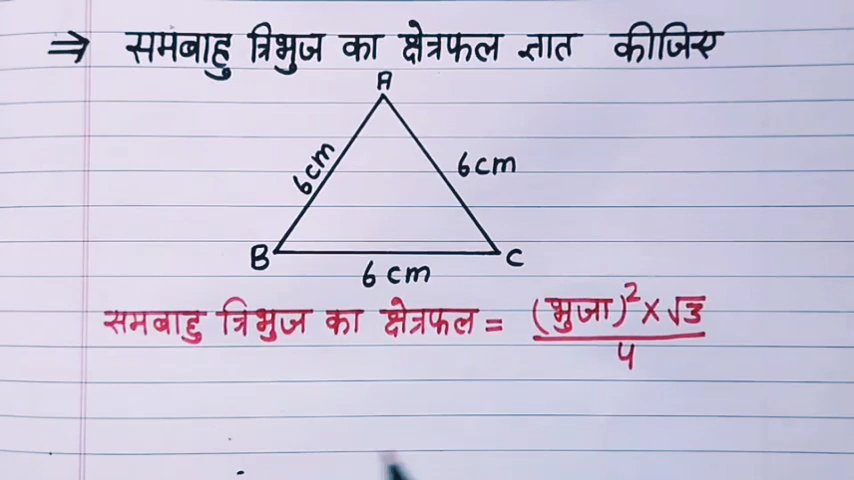 ⇒ समबाहु त्रिभुज का क्षेत्रफल ज्ञात कीजिए
A
6cm
6cm
B
C
6 cm
समबाहु त्रिभुज का क्षेत्रफल = (भुजा)² × √3
4